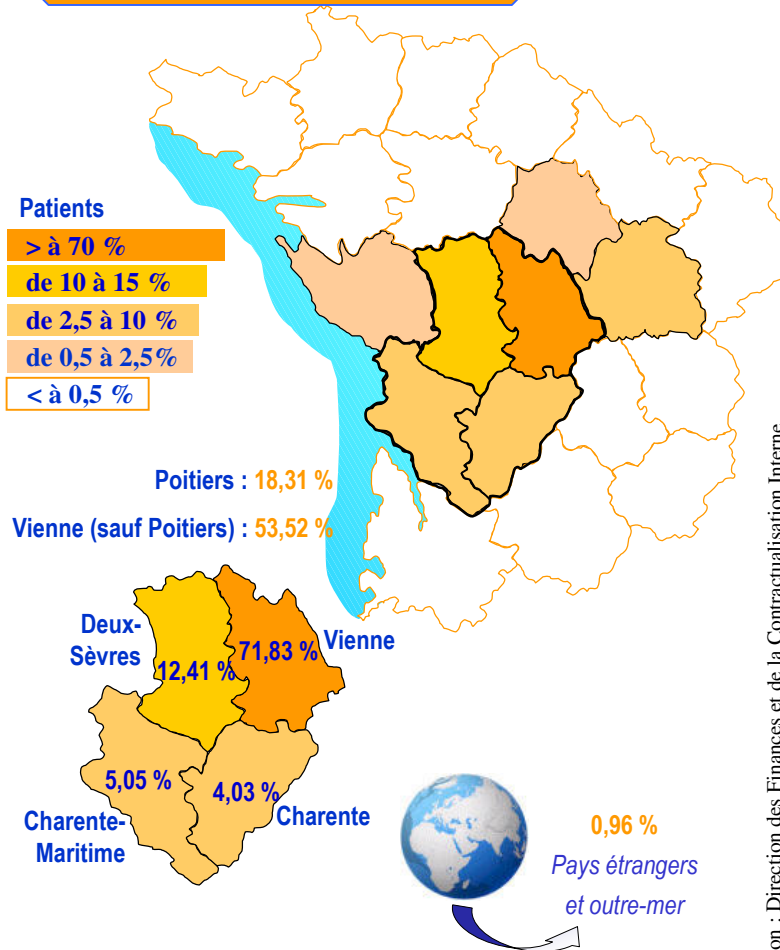 Patients
> à 70 %
de 10 à 15 %
de 2,5 à 10 %
de 0,5 à 2,5%
< à 0,5 %
Poitiers : 18,31 %
Vienne (sauf Poitiers) : 53,52 %
Deux-
Sèvres
12,41 %
71,83 %
Vienne
5,05 %
4,03 %
Charente-
Maritime
Charente
0,96 %
Pays étrangers
et outre-mer
: Direction des Finances et de la Contractualisation Interne